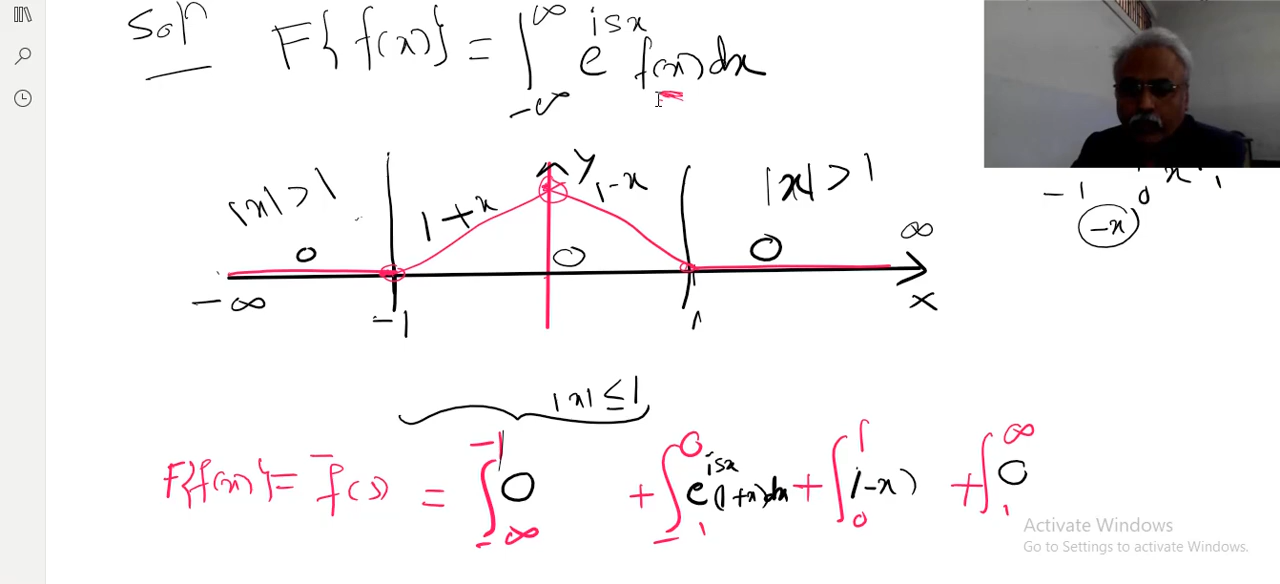 Soln F{f(x)} = ∫_{-∞}^{∞} e^{isx} f(x) dx
|x| > 1 1+x y 1-x |x| > 1
0 0 0 ∞
-∞ -1 1 x
-1 0 x 1
(-x)
|x| ≤ 1
F{f(x)} = f̄(s) = ∫_{-∞}^{-1} 0 + ∫_{-1}^{0} e^{isx} (1+x) dx + ∫_{0}^{1} 1-x) + ∫_{1}^{∞} 0
Activate Windows
Go to Settings to activate Windows.